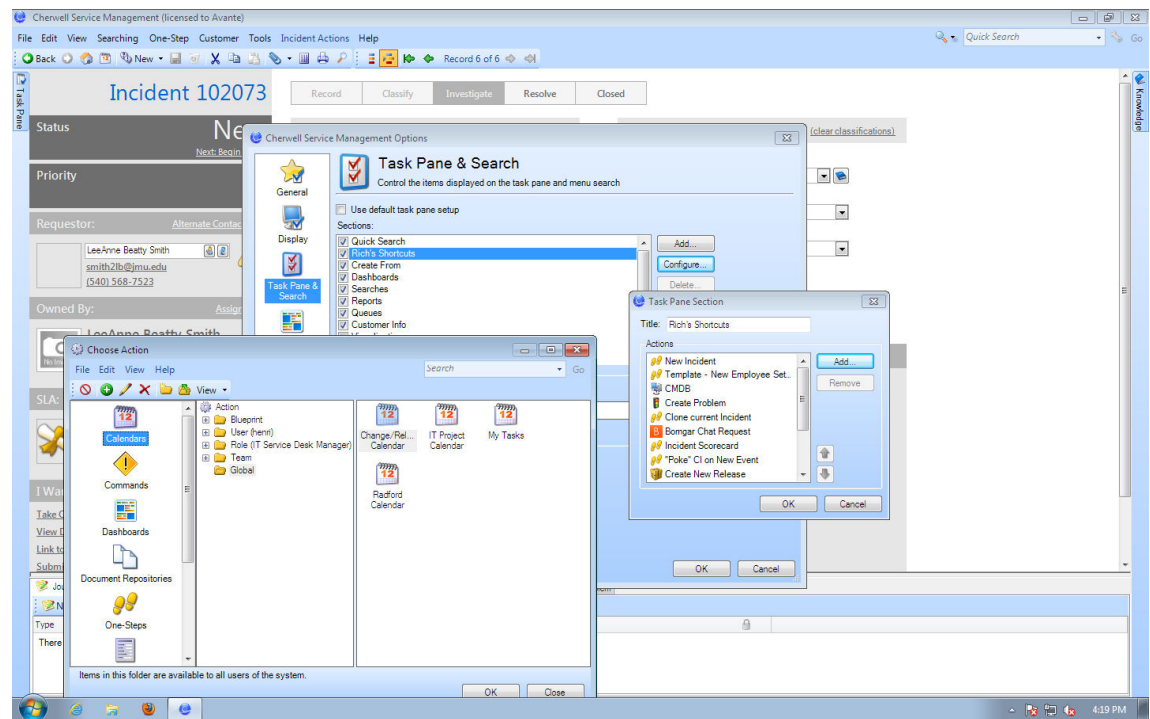 Cherwell Service Management (licensed to Avante)
File Edit View Searching One-Step Customer Tools Incident Actions Help
Quick Search Go
Back New Record 6 of 6
Task Pane
Knowledge
Incident 102073
Record Classify Investigate Resolve Closed
Status
Next: Begin
(clear classifications)
Priority
Requestor: Alternate Contac
LeeAnne Beatty Smith
smith2lb@jmu.edu
(540) 568-7523
Owned By: Assign
LeeAnne Beatty Smith
SLA:
I Wa
Take C
View D
Link to
Submi
Jou
N
Type
There
Cherwell Service Management Options
General
Display
Task Pane & Search
Task Pane & Search
Control the items displayed on the task pane and menu search
Use default task pane setup
Sections:
Quick Search
Rich's Shortcuts
Create From
Dashboards
Searches
Reports
Queues
Customer Info
Add...
Configure...
Delete...
OK Cancel
Task Pane Section
Title: Rich's Shortcuts
Actions
New Incident
Template - New Employee Set..
CMDB
Create Problem
Clone current Incident
Bomgar Chat Request
Incident Scorecard
"Poke" CI on New Event
Create New Release
Add...
Remove
OK Cancel
Choose Action
File Edit View Help
Search Go
View
Calendars
Commands
Dashboards
Document Repositories
One-Steps
Action
Blueprint
User (henri)
Role (IT Service Desk Manager)
Team
Global
Change/Rel... Calendar
IT Project Calendar
My Tasks
Radford Calendar
Items in this folder are available to all users of the system.
OK Close
4:19 PM